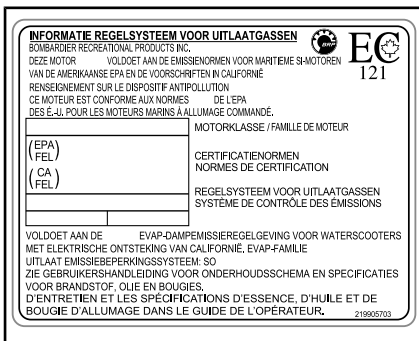 INFORMATIE REGELSYSTEEM VOOR UITLAATGASSEN
BOMBARDIER RECREATIONAL PRODUCTS INC.
DEZE MOTOR VOLDOET AAN DE EMISSIENORMEN VOOR MARITIEME SI-MOTOREN
VAN DE AMERIKAANSE EPA EN DE VOORSCHRIFTEN IN CALIFORNIË
RENSEIGNEMENT SUR LE DISPOSITIF ANTIPOLLUTION
CE MOTEUR EST CONFORME AUX NORMES DE L'EPA
DES É.-U. POUR LES MOTEURS MARINS À ALLUMAGE COMMANDÉ.
BRP
EC
121
MOTORKLASSE / FAMILLE DE MOTEUR
(EPA FEL)
CERTIFICATIENORMEN
NORMES DE CERTIFICATION
(CA FEL)
REGELSYSTEEM VOOR UITLAATGASSEN
SYSTÈME DE CONTRÔLE DES ÉMISSIONS
VOLDOET AAN DE EVAP-DAMPEMISSIEREGELGEVING VOOR WATERSCOOTERS
MET ELEKTRISCHE ONTSTEKING VAN CALIFORNIË, EVAP-FAMILIE
UITLAAT EMISSIEBEPERKINGSSYSTEEM: SO
ZIE GEBRUIKERSHANDLEIDING VOOR ONDERHOUDSSCHEMA EN SPECIFICATIES
VOOR BRANDSTOF, OLIE EN BOUGIES.
D'ENTRETIEN ET LES SPÉCIFICATIONS D'ESSENCE, D'HUILE ET DE
BOUGIE D'ALLUMAGE DANS LE GUIDE DE L'OPÉRATEUR.
219905703